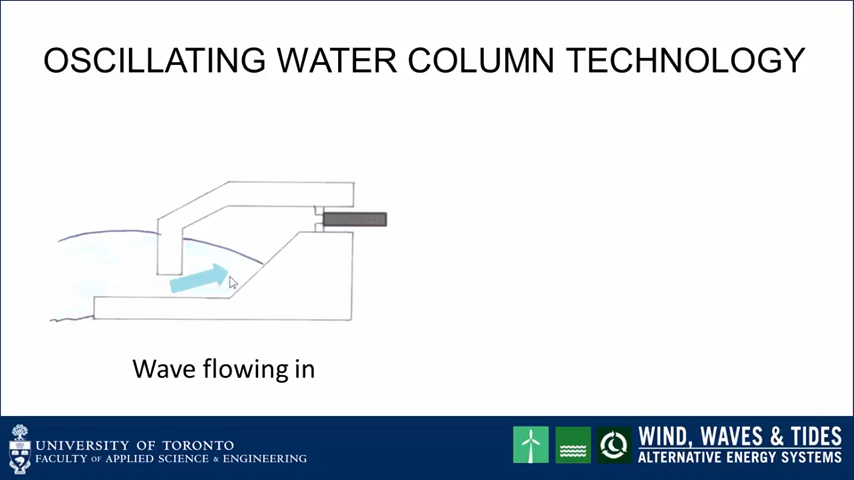 OSCILLATING WATER COLUMN TECHNOLOGY
Wave flowing in
UNIVERSITY OF TORONTO
FACULTY OF APPLIED SCIENCE & ENGINEERING
WIND, WAVES & TIDES
ALTERNATIVE ENERGY SYSTEMS